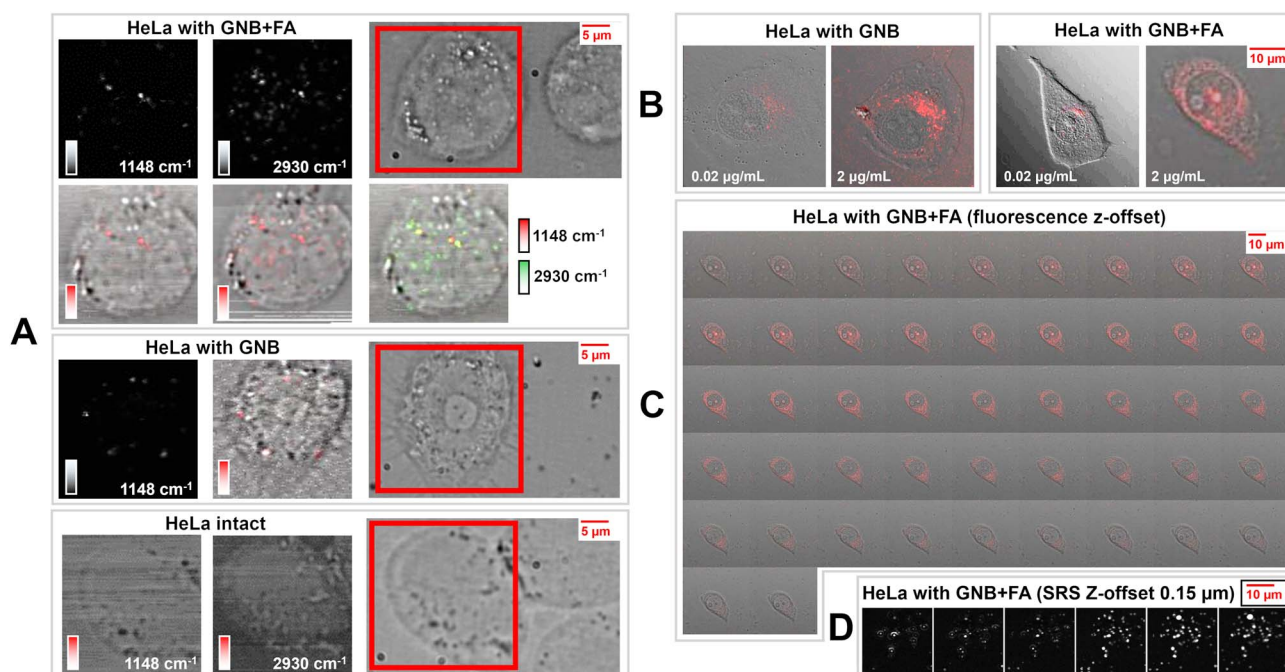 A
HeLa with GNB+FA
5 µm
1148 cm-1
2930 cm-1
1148 cm-1
2930 cm-1
HeLa with GNB
5 µm
1148 cm-1
HeLa intact
5 µm
1148 cm-1
2930 cm-1
B
HeLa with GNB
0.02 µg/mL
2 µg/mL
HeLa with GNB+FA
10 µm
0.02 µg/mL
2 µg/mL
C
HeLa with GNB+FA (fluorescence z-offset)
10 µm
D
HeLa with GNB+FA (SRS Z-offset 0.15 µm)
10 µm